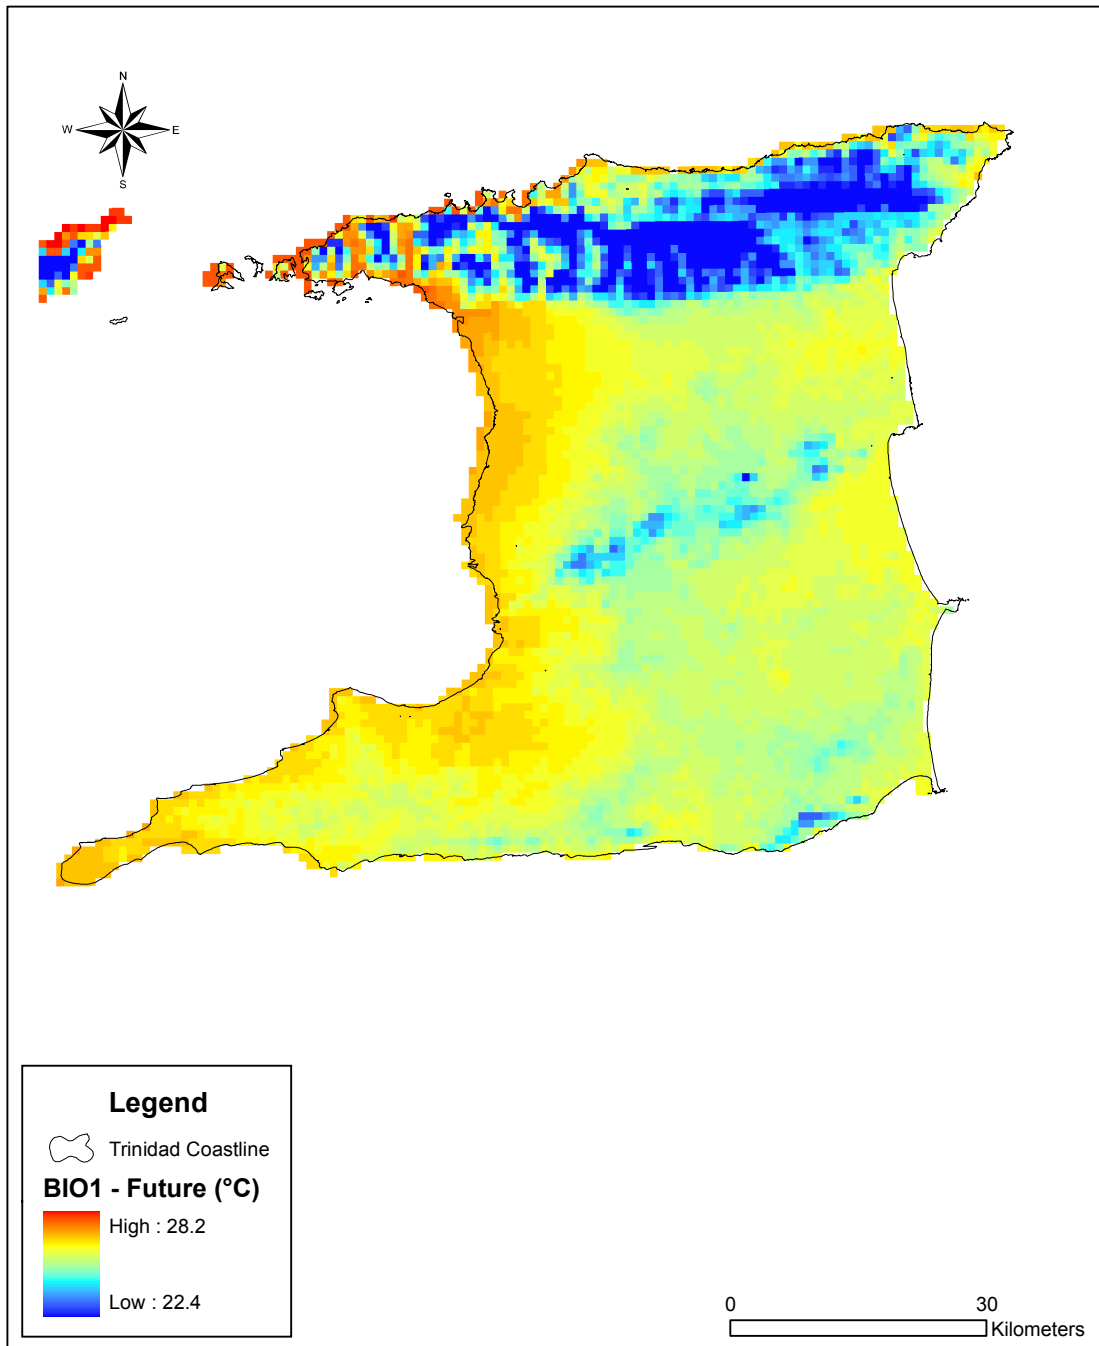 N
W E
S
Legend
Trinidad Coastline
BIO1 - Future (°C)
High : 28.2
Low : 22.4
0 30
Kilometers